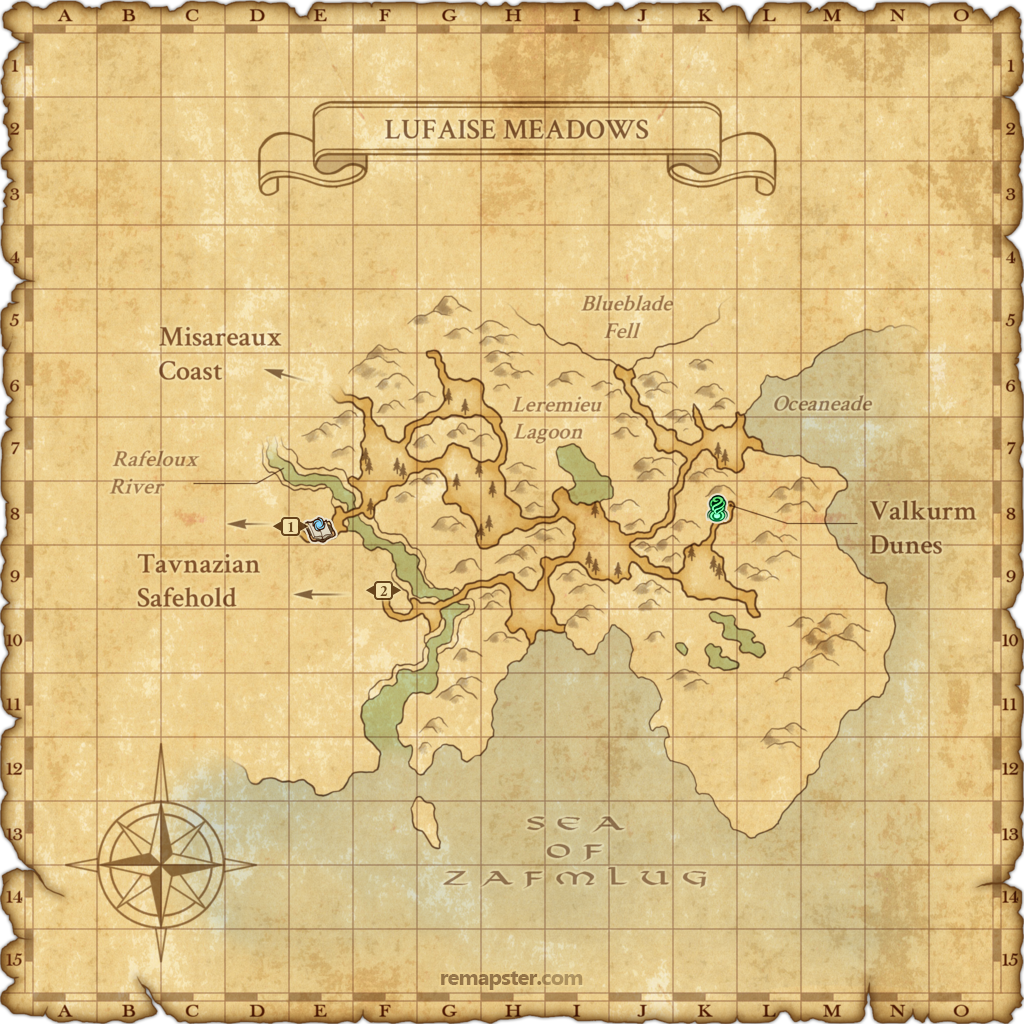 A B C D E F G H I J K L M N O
1 1
2 2
LUFAISE MEADOWS
3 3
4 4
5 5
Blueblade
Fell
Misareaux
Coast
6 6
Leremieu
Lagoon
Oceaneade
7 7
Rafeloux
River
8 8
1
Valkurm
Dunes
Tavnazian
Safehold
9 9
2
10 10
11 11
12 12
13 13
SEA
OF
ZAFMLUG
14 14
15 15
remapster.com
A B C D E F G H I J K L M N O